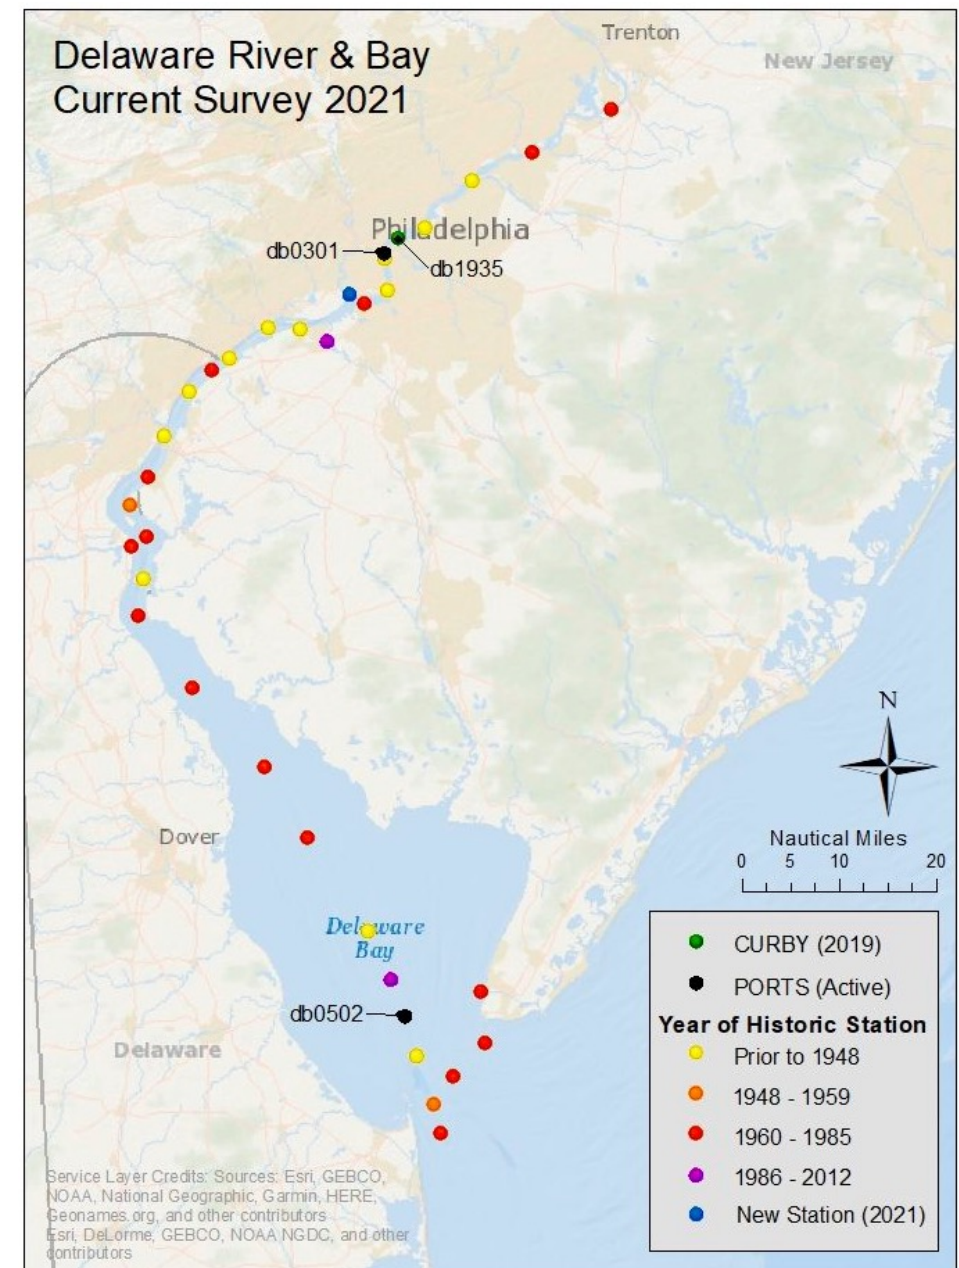 Delaware River & Bay
Current Survey 2021
Trenton
New Jersey
Philadelphia
db0301
db1935
N
Nautical Miles
0 5 10 20
Dover
Delaware
Bay
db0502
Delaware
CURBY (2019)
PORTS (Active)
Year of Historic Station
Prior to 1948
1948 - 1959
1960 - 1985
1986 - 2012
New Station (2021)
Service Layer Credits: Sources: Esri, GEBCO,
NOAA, National Geographic, Garmin, HERE,
Geonames.org, and other contributors
Esri, DeLorme, GEBCO, NOAA NGDC, and other
contributors